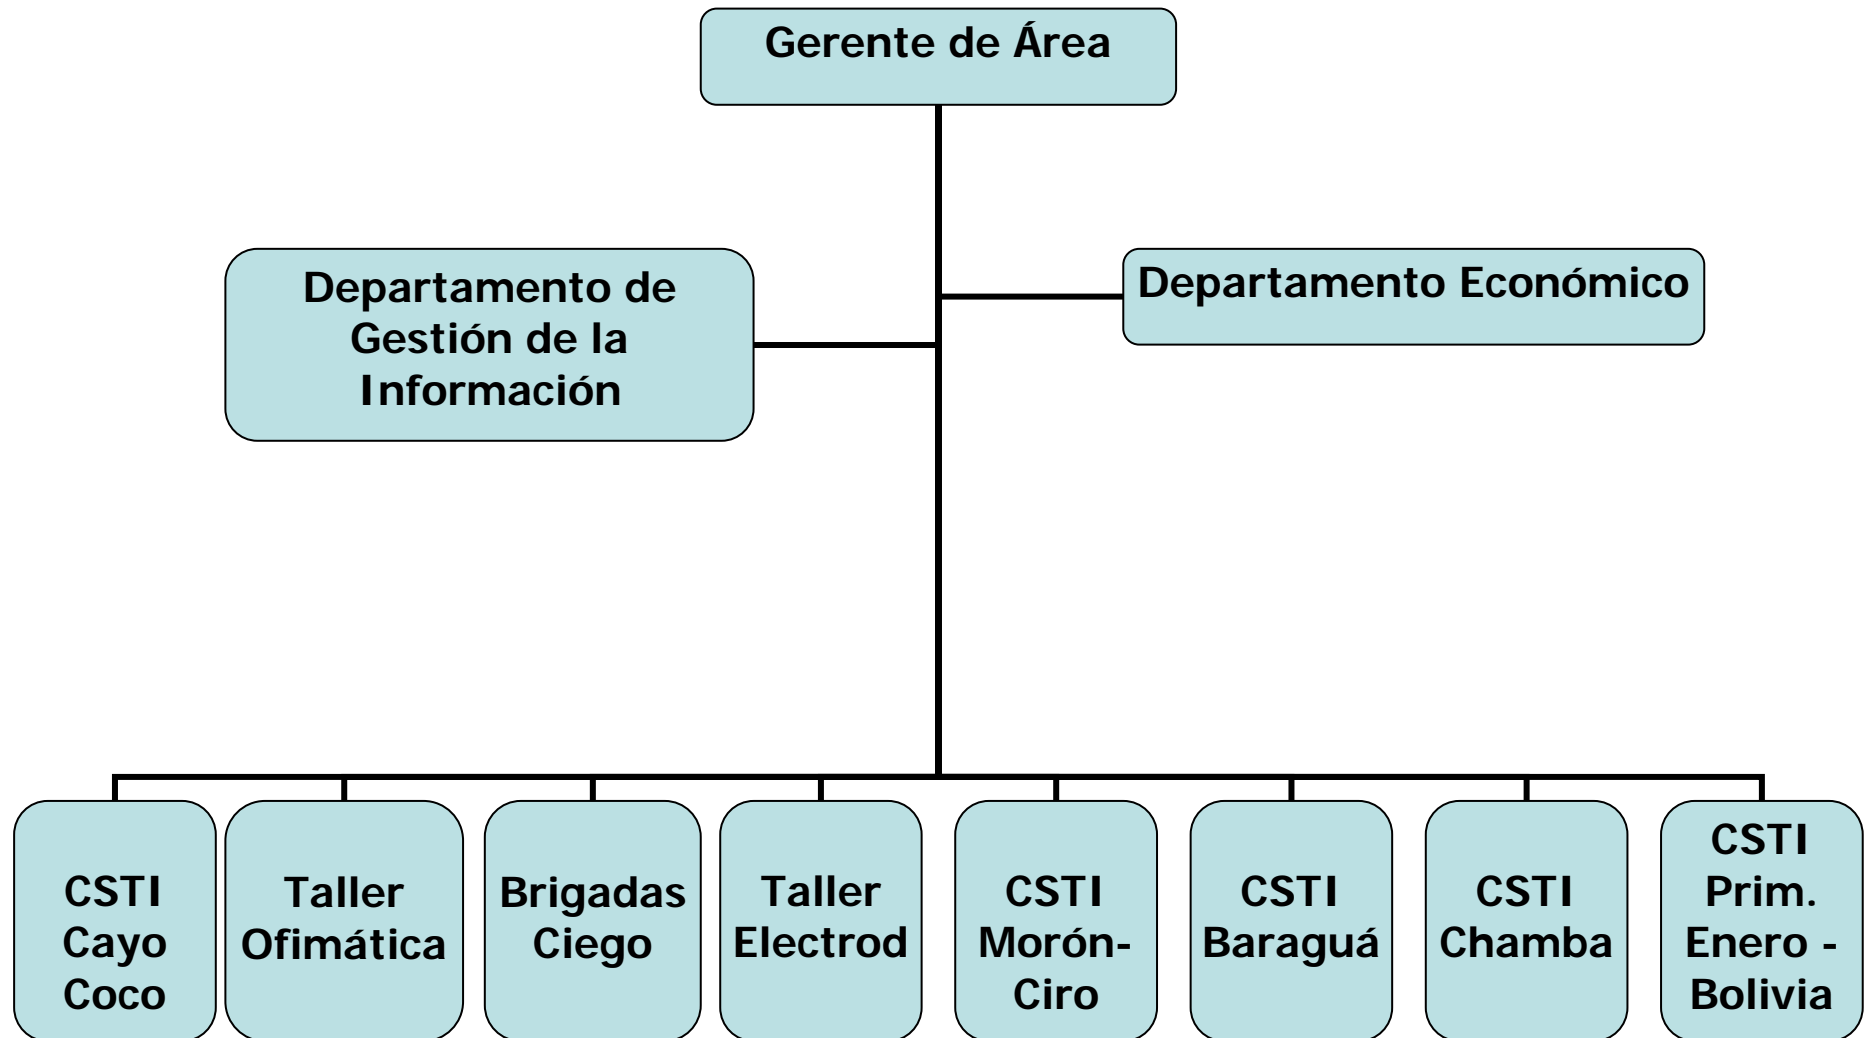 Gerente de Área
Departamento de
Gestión de la
Información
Departamento Económico
CSTI
Cayo
Coco
Taller
Ofimática
Brigadas
Ciego
Taller
Electrod
CSTI
Morón-
Ciro
CSTI
Baraguá
CSTI
Chamba
CSTI
Prim.
Enero -
Bolivia